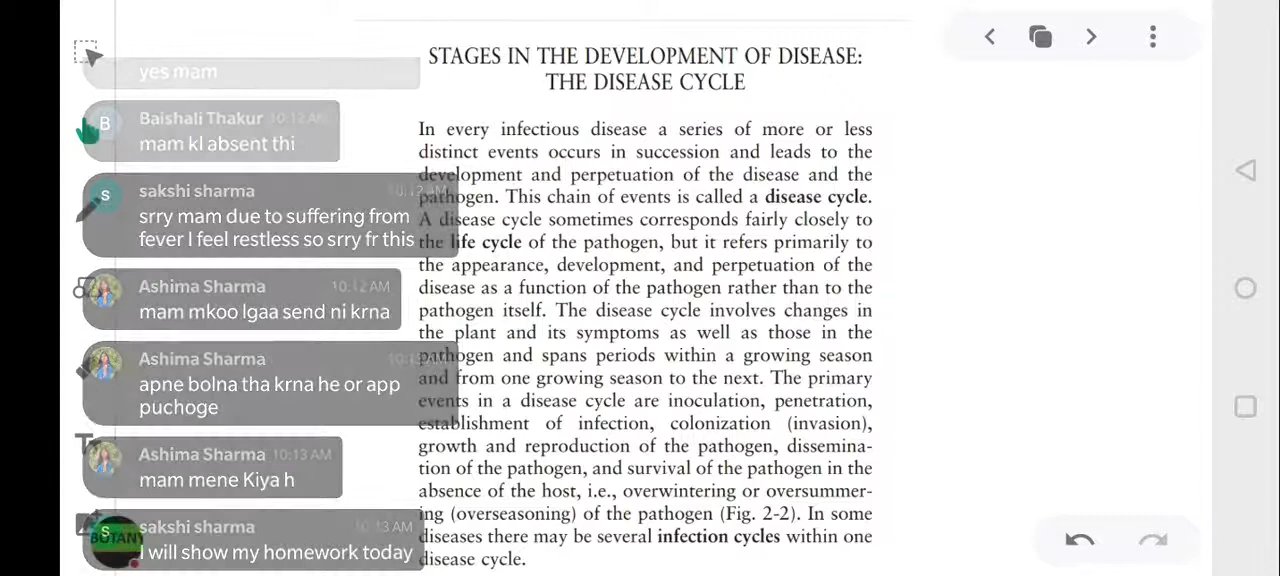 STAGES IN THE DEVELOPMENT OF DISEASE:
THE DISEASE CYCLE
In every infectious disease a series of more or less
distinct events occurs in succession and leads to the
development and perpetuation of the disease and the
pathogen. This chain of events is called a disease cycle.
A disease cycle sometimes corresponds fairly closely to
the life cycle of the pathogen, but it refers primarily to
the appearance, development, and perpetuation of the
disease as a function of the pathogen rather than to the
pathogen itself. The disease cycle involves changes in
the plant and its symptoms as well as those in the
pathogen and spans periods within a growing season
and from one growing season to the next. The primary
events in a disease cycle are inoculation, penetration,
establishment of infection, colonization (invasion),
growth and reproduction of the pathogen, dissemina-
tion of the pathogen, and survival of the pathogen in the
absence of the host, i.e., overwintering or oversummer-
ing (overseasoning) of the pathogen (Fig. 2-2). In some
diseases there may be several infection cycles within one
disease cycle.
yes mam
B
Baishali Thakur 10:12 AM
mam kl absent thi
S
sakshi sharma 10:12 AM
srry mam due to suffering from
fever I feel restless so srry fr this
Ashima Sharma 10:12 AM
mam mkoo lgaa send ni krna
Ashima Sharma
apne bolna tha krna he or app
puchoge
Ashima Sharma 10:13 AM
mam mene Kiya h
S
BOTANY
sakshi sharma 10:13 AM
I will show my homework today